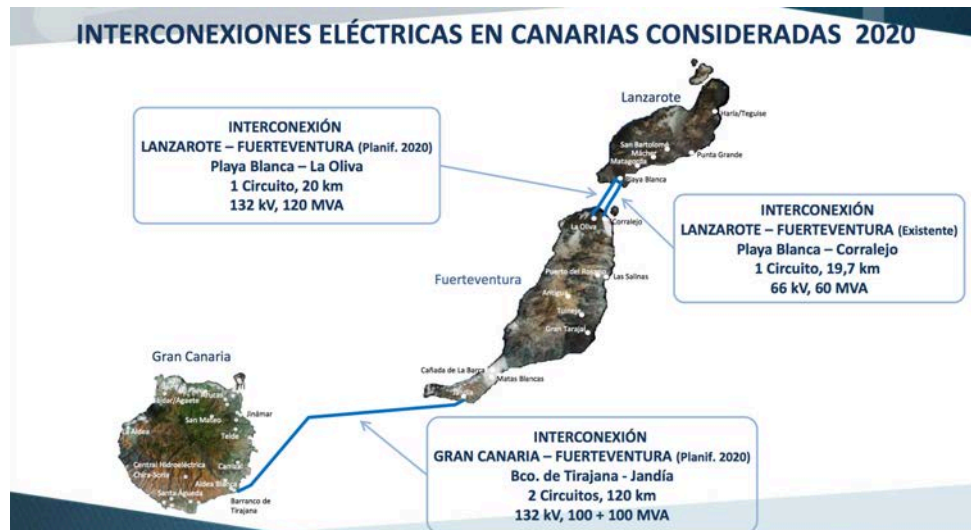 INTERCONEXIONES ELÉCTRICAS EN CANARIAS CONSIDERADAS 2020
Lanzarote
Haría/Teguise
San Bartolomé
Mácher
Matagorda
Punta Grande
Playa Blanca
INTERCONEXIÓN
LANZAROTE – FUERTEVENTURA (Planif. 2020)
Playa Blanca – La Oliva
1 Circuito, 20 km
132 kV, 120 MVA
INTERCONEXIÓN
LANZAROTE – FUERTEVENTURA (Existente)
Playa Blanca – Corralejo
1 Circuito, 19,7 km
66 kV, 60 MVA
La Oliva
Corralejo
Fuerteventura
Puerto del Rosario
Las Salinas
Antigua
Tuineje
Gran Tarajal
Cañada de La Barca
Matas Blancas
Gran Canaria
Jinámar
San Mateo
Telde
La Aldea
Central Hidroeléctrica
Chira-Soria
Aldea Blanca
Santa Águeda
Barranco de
Tirajana
INTERCONEXIÓN
GRAN CANARIA – FUERTEVENTURA (Planif. 2020)
Bco. de Tirajana - Jandía
2 Circuitos, 120 km
132 kV, 100 + 100 MVA